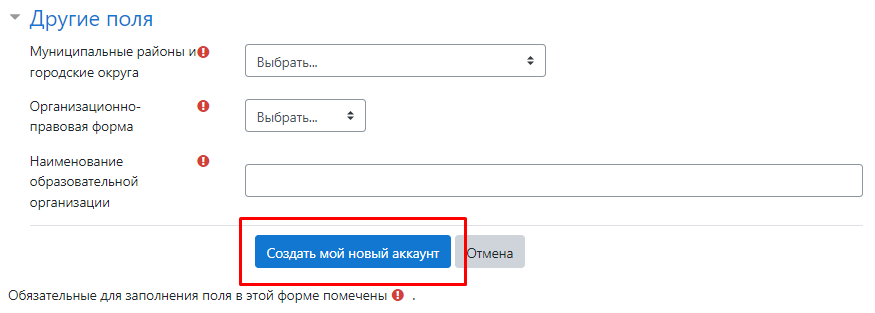 Другие поля
Муниципальные районы и
городские округа
Выбрать...
Организационно-
правовая форма
Выбрать...
Наименование
образовательной
организации
Создать мой новый аккаунт
Отмена
Обязательные для заполнения поля в этой форме помечены .